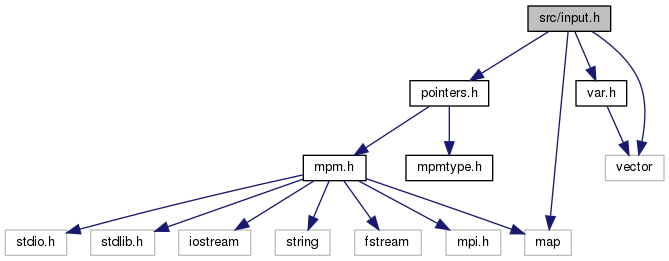 src/input.h
pointers.h
var.h
mpm.h
mpmtype.h
vector
stdio.h
stdlib.h
iostream
string
fstream
mpi.h
map